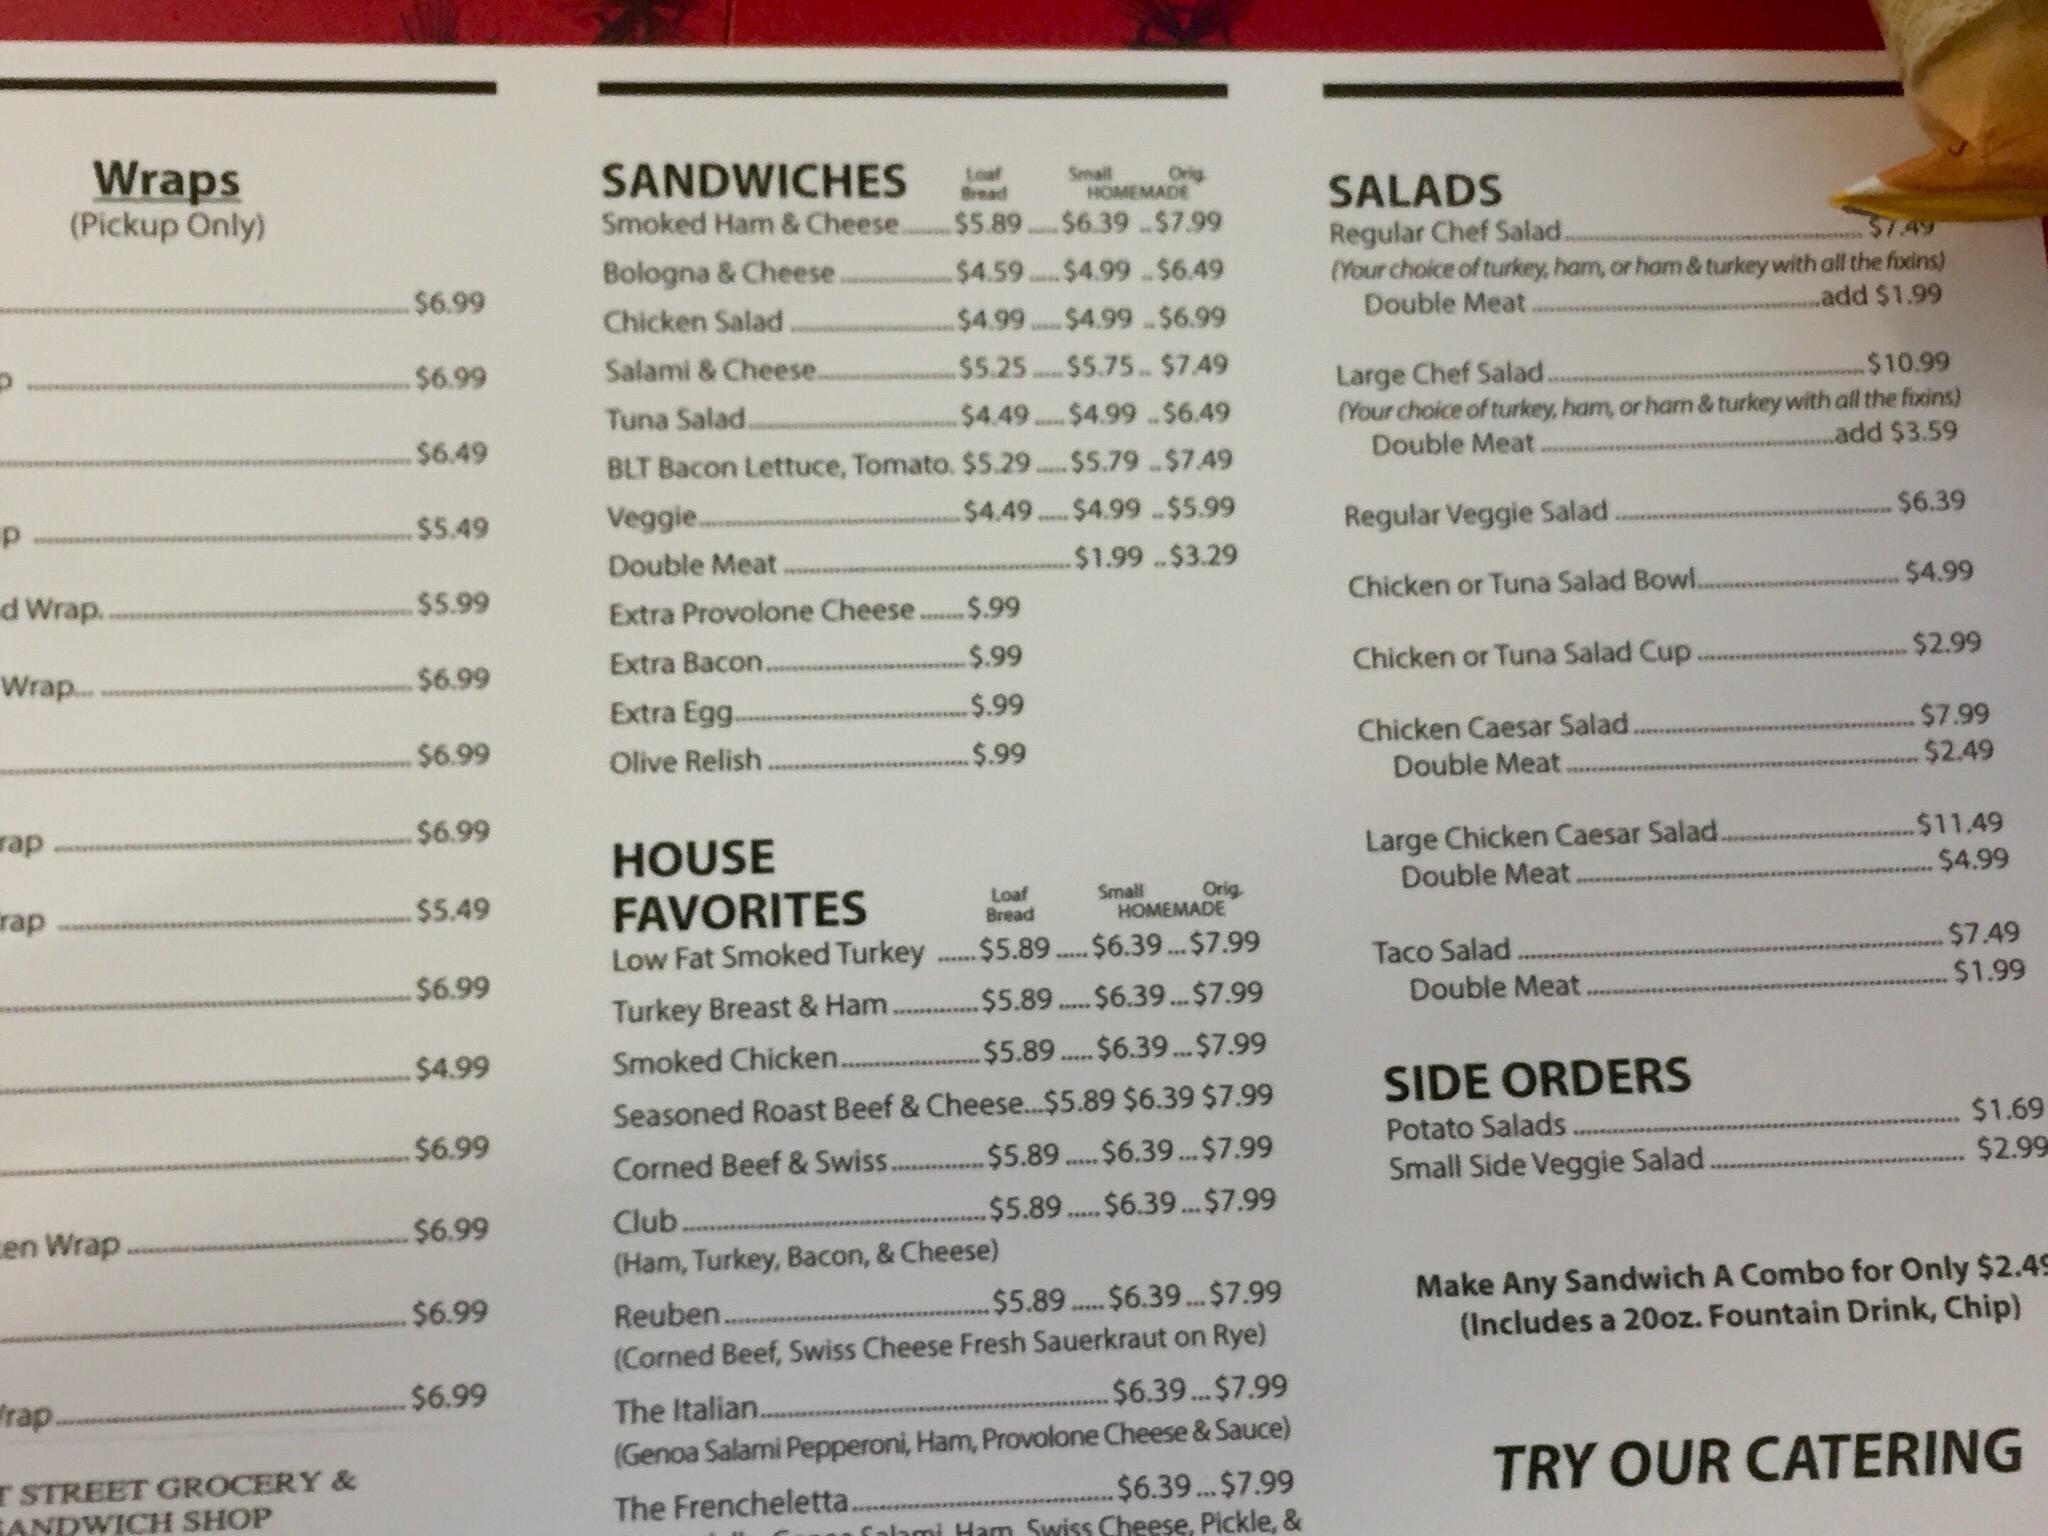 Wraps
(Pickup Only)
$6.99
p $6.99
$6.49
p $5.49
d Wrap. $5.99
Wrap... $6.99
$6.99
rap $6.99
rap $5.49
$6.99
$4.99
$6.99
en Wrap $6.99
$6.99
rap $6.99
T STREET GROCERY &
SANDWICH SHOP
SANDWICHES Loaf Bread Small Orig. HOMEMADE
Smoked Ham & Cheese $5.89 $6.39 $7.99
Bologna & Cheese $4.59 $4.99 $6.49
Chicken Salad $4.99 $4.99 $6.99
Salami & Cheese $5.25 $5.75 $7.49
Tuna Salad $4.49 $4.99 $6.49
BLT Bacon Lettuce, Tomato. $5.29 $5.79 $7.49
Veggie $4.49 $4.99 $5.99
Double Meat $1.99 $3.29
Extra Provolone Cheese $.99
Extra Bacon $.99
Extra Egg $.99
Olive Relish $.99
HOUSE
FAVORITES Loaf Bread Small Orig. HOMEMADE
Low Fat Smoked Turkey $5.89 $6.39 $7.99
Turkey Breast & Ham $5.89 $6.39 $7.99
Smoked Chicken $5.89 $6.39 $7.99
Seasoned Roast Beef & Cheese $5.89 $6.39 $7.99
Corned Beef & Swiss $5.89 $6.39 $7.99
Club $5.89 $6.39 $7.99
(Ham, Turkey, Bacon, & Cheese)
Reuben $5.89 $6.39 $7.99
(Corned Beef, Swiss Cheese Fresh Sauerkraut on Rye)
The Italian $6.39 $7.99
(Genoa Salami Pepperoni, Ham, Provolone Cheese & Sauce)
The Frencheletta $6.39 $7.99
Salami, Ham, Swiss Cheese, Pickle, &
SALADS
Regular Chef Salad $7.49
(Your choice of turkey, ham, or ham & turkey with all the fixins)
Double Meat add $1.99
Large Chef Salad $10.99
(Your choice of turkey, ham, or ham & turkey with all the fixins)
Double Meat add $3.59
Regular Veggie Salad $6.39
Chicken or Tuna Salad Bowl $4.99
Chicken or Tuna Salad Cup $2.99
Chicken Caesar Salad $7.99
Double Meat $2.49
Large Chicken Caesar Salad $11.49
Double Meat $4.99
Taco Salad $7.49
Double Meat $1.99
SIDE ORDERS
Potato Salads $1.69
Small Side Veggie Salad $2.99
Make Any Sandwich A Combo for Only $2.49
(Includes a 20oz. Fountain Drink, Chip)
TRY OUR CATERING